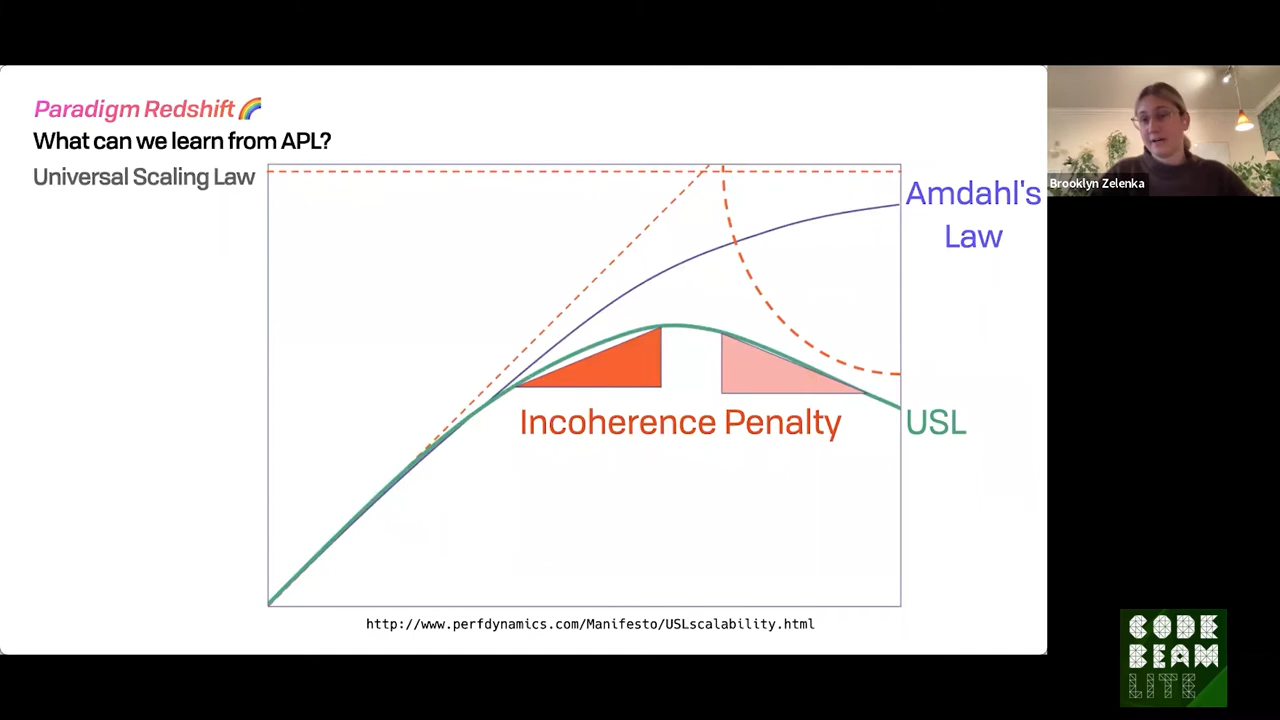 Paradigm Redshift🌈
What can we learn from APL?
Universal Scaling Law
Amdahl's
Law
Brooklyn Zelenka
Incoherence Penalty
USL
http://www.perfdynamics.com/Manifesto/USLscalability.html
CODE
BEAM
LITE